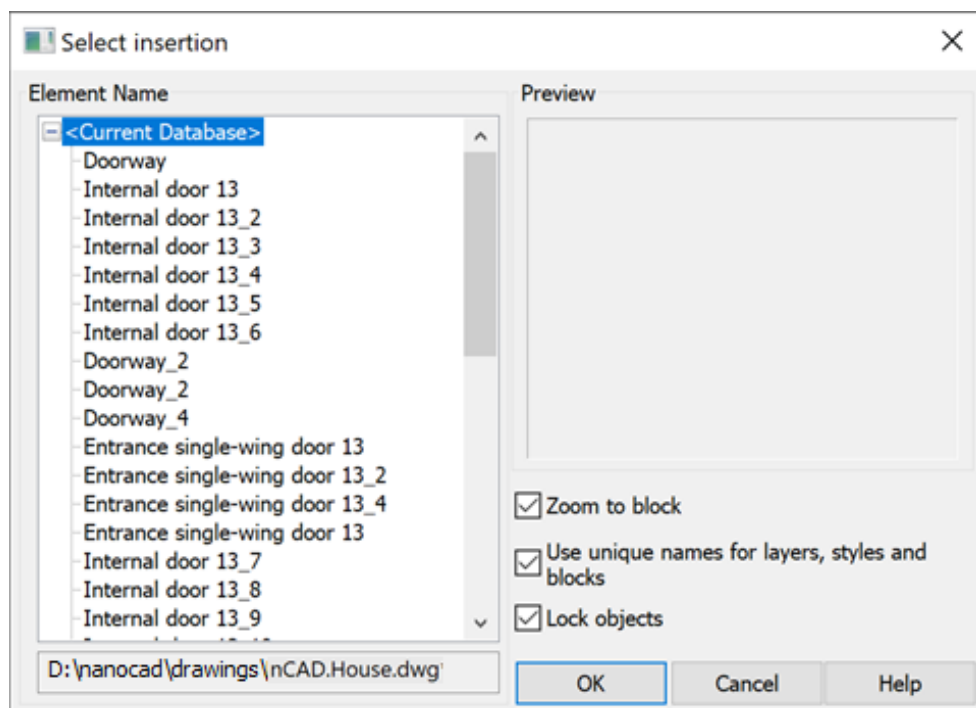 Select insertion
Element Name
<Current Database>
Doorway
Internal door 13
Internal door 13_2
Internal door 13_3
Internal door 13_4
Internal door 13_5
Internal door 13_6
Doorway_2
Doorway_2
Doorway_4
Entrance single-wing door 13
Entrance single-wing door 13_2
Entrance single-wing door 13_4
Entrance single-wing door 13
Internal door 13_7
Internal door 13_8
Internal door 13_9
D:\nanocad\drawings\nCAD.House.dwg'
Preview
Zoom to block
Use unique names for layers, styles and
blocks
Lock objects
OK
Cancel
Help